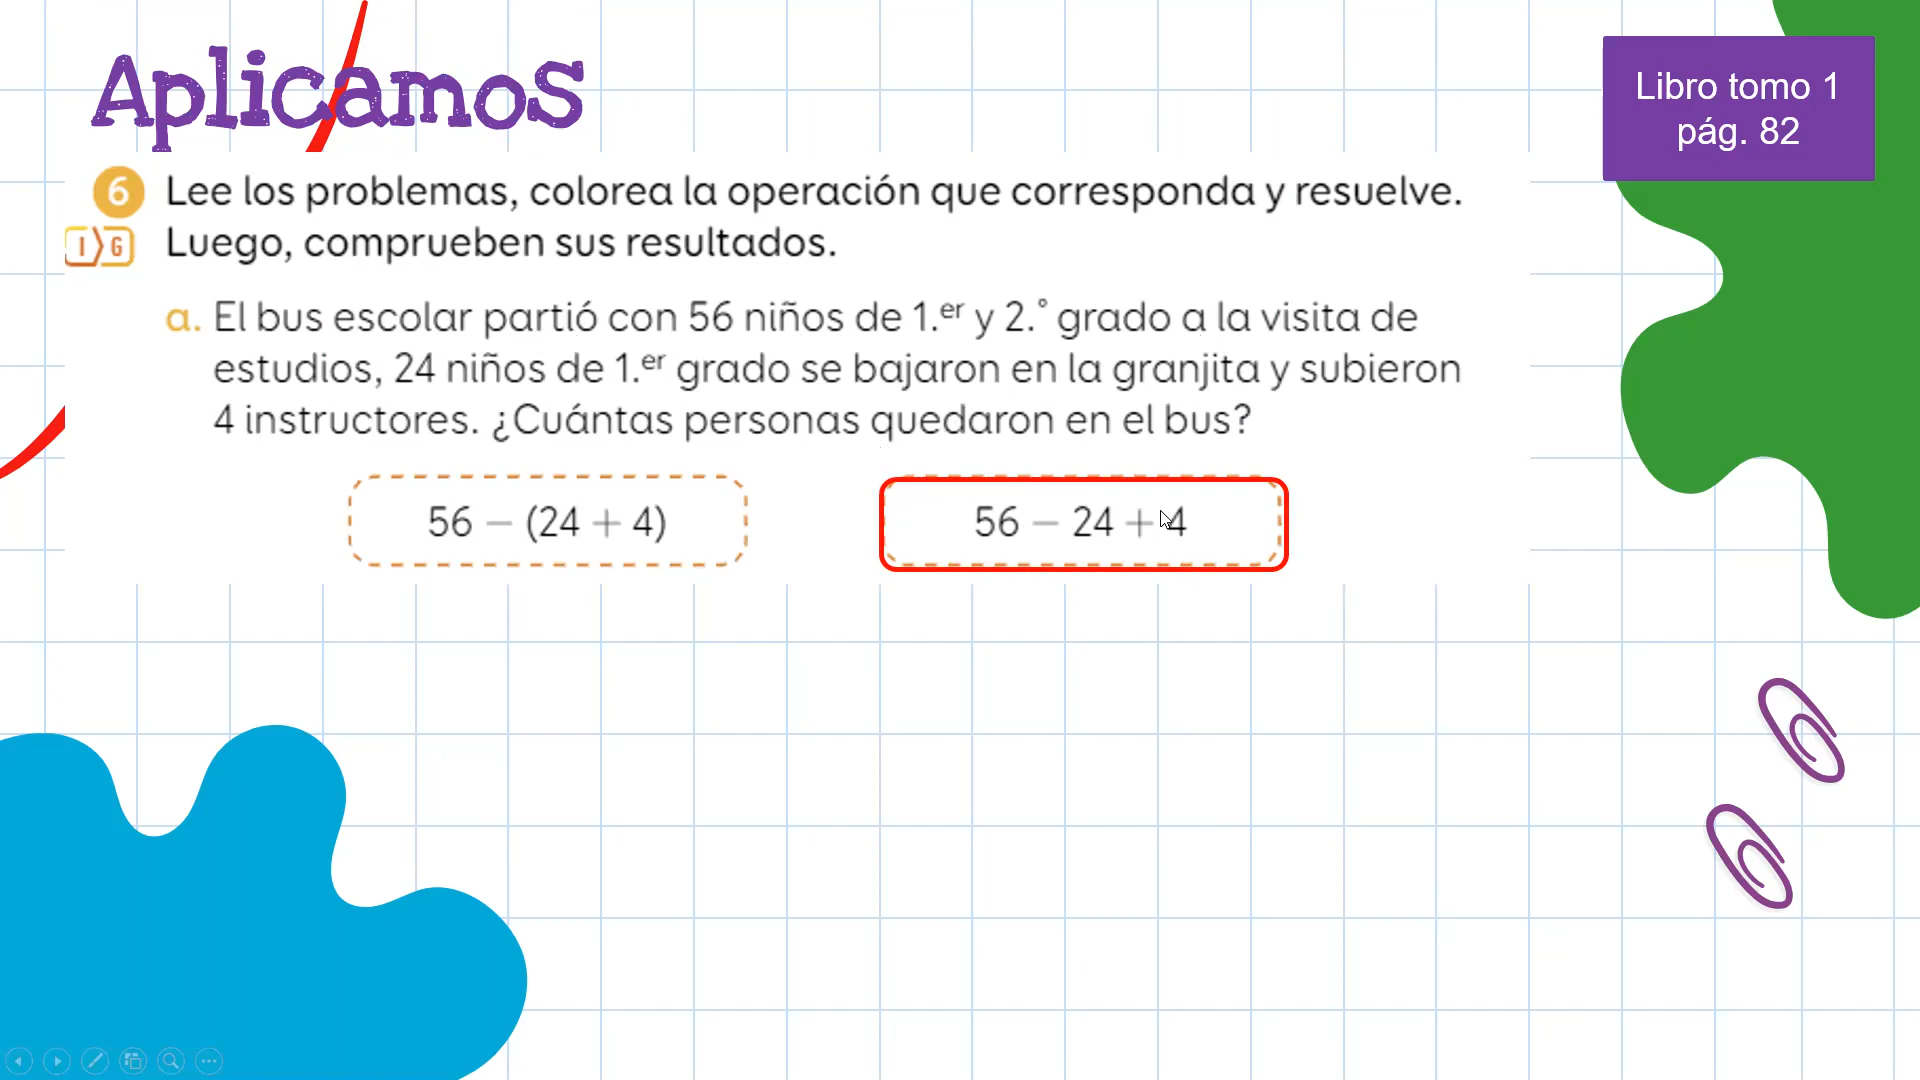 Aplicamos
Libro tomo 1
pág. 82
6 Lee los problemas, colorea la operación que corresponda y resuelve.
I G Luego, comprueben sus resultados.
a. El bus escolar partió con 56 niños de 1.er y 2.° grado a la visita de
estudios, 24 niños de 1.er grado se bajaron en la granjita y subieron
4 instructores. ¿Cuántas personas quedaron en el bus?
56 − (24 + 4)
56 − 24 + 4